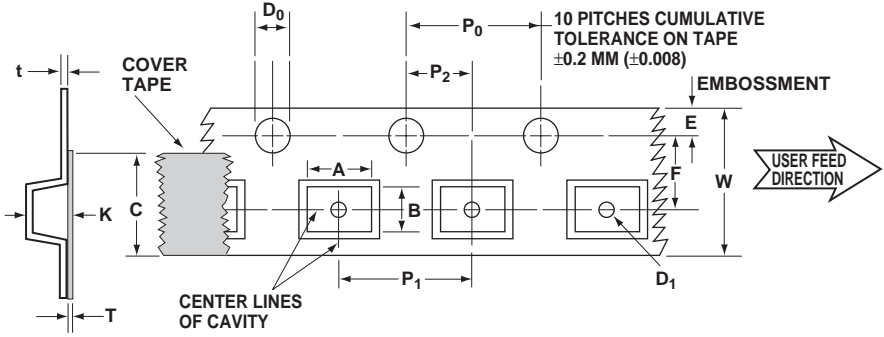 D0
P0
10 PITCHES CUMULATIVE
TOLERANCE ON TAPE
±0.2 MM (±0.008)
t
COVER
TAPE
P2
EMBOSSMENT
E
A
F
W
USER FEED
DIRECTION
K
C
B
P1
D1
CENTER LINES
OF CAVITY
T